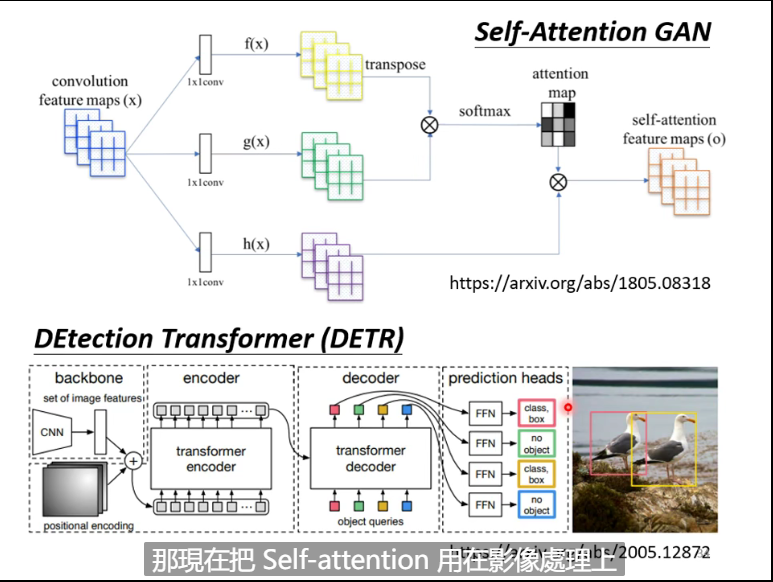 Self-Attention GAN
convolution
feature maps (x)
f(x)
1x1conv
transpose
g(x)
1x1conv
softmax
attention
map
h(x)
1x1conv
self-attention
feature maps (o)
https://arxiv.org/abs/1805.08318
DEtection Transformer (DETR)
backbone
set of image features
CNN
+
positional encoding
encoder
...
transformer
encoder
...
decoder
transformer
decoder
object queries
prediction heads
FFN
class,
box
FFN
no
object
FFN
class,
box
FFN
no
object
https://arxiv.org/abs/2005.12872
那現在把 Self-attention 用在影像處理上